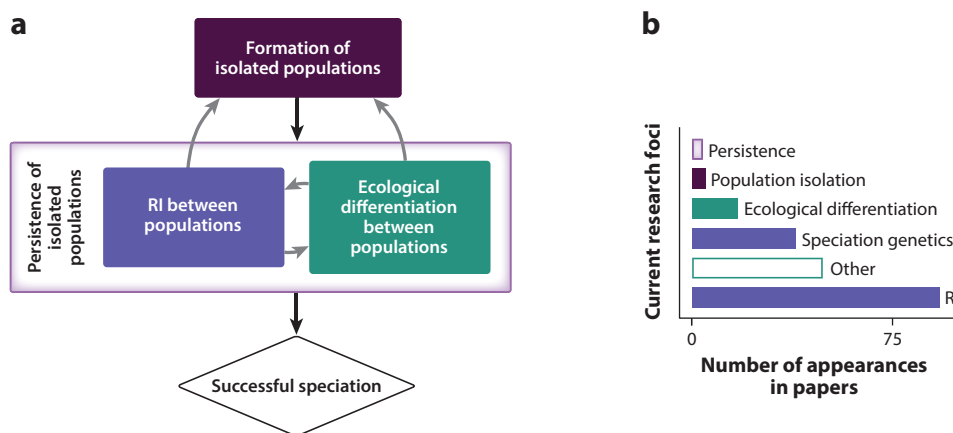 a
Formation of
isolated populations
Persistence of
isolated
populations
RI between
populations
Ecological
differentiation
between
populations
Successful speciation
b
Current research foci
Persistence
Population isolation
Ecological differentiation
Speciation genetics
Other
R
0
75
Number of appearances
in papers